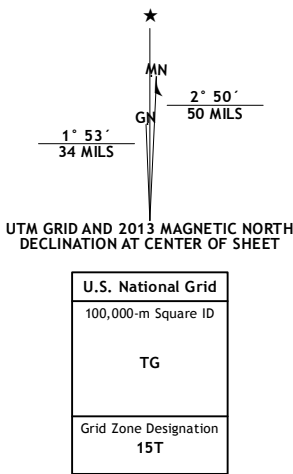 ★
MN
GN
2° 50´
50 MILS
1° 53´
34 MILS
UTM GRID AND 2013 MAGNETIC NORTH
DECLINATION AT CENTER OF SHEET
U.S. National Grid
100,000-m Square ID
TG
Grid Zone Designation
15T